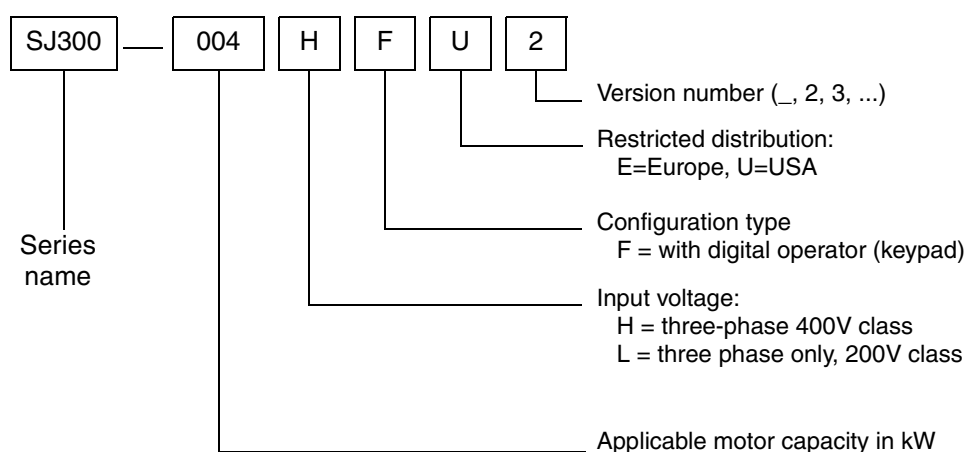 SJ300 — 004 H F U 2
Version number (_, 2, 3, ...)
Restricted distribution:
E=Europe, U=USA
Configuration type
F = with digital operator (keypad)
Series
name
Input voltage:
H = three-phase 400V class
L = three phase only, 200V class
Applicable motor capacity in kW